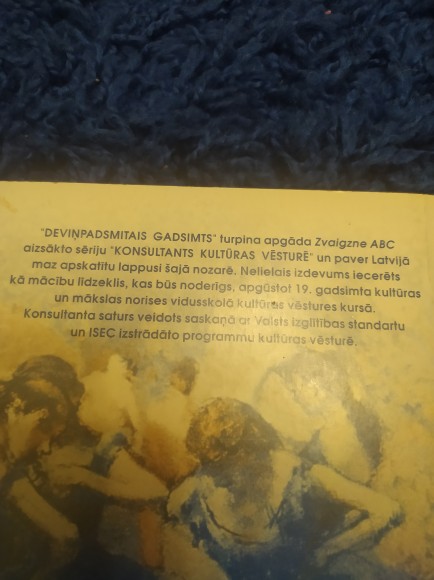 "DEVIŅPADSMITAIS GADSIMTS" turpina apgāda Zvaigzne ABC
aizsākto sēriju "KONSULTANTS KULTŪRAS VĒSTURĒ" un paver Latvijā
maz apskatītu lappusi šajā nozarē. Nelielais izdevums iecerēts
kā mācību līdzeklis, kas būs noderīgs, apgūstot 19. gadsimta kultūras
un mākslas norises vidusskolā kultūras vēstures kursā.
Konsultanta saturs veidots saskaņā ar Valsts izglītības standartu
un ISEC izstrādāto programmu kultūras vēsturē.